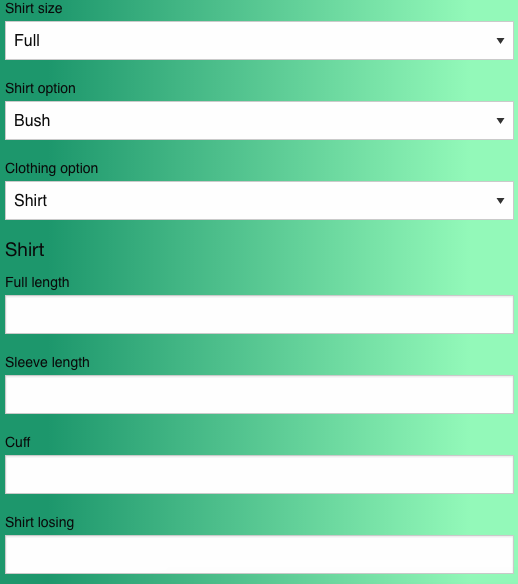 Shirt size
Full
Shirt option
Bush
Clothing option
Shirt
Shirt
Full length
Sleeve length
Cuff
Shirt losing